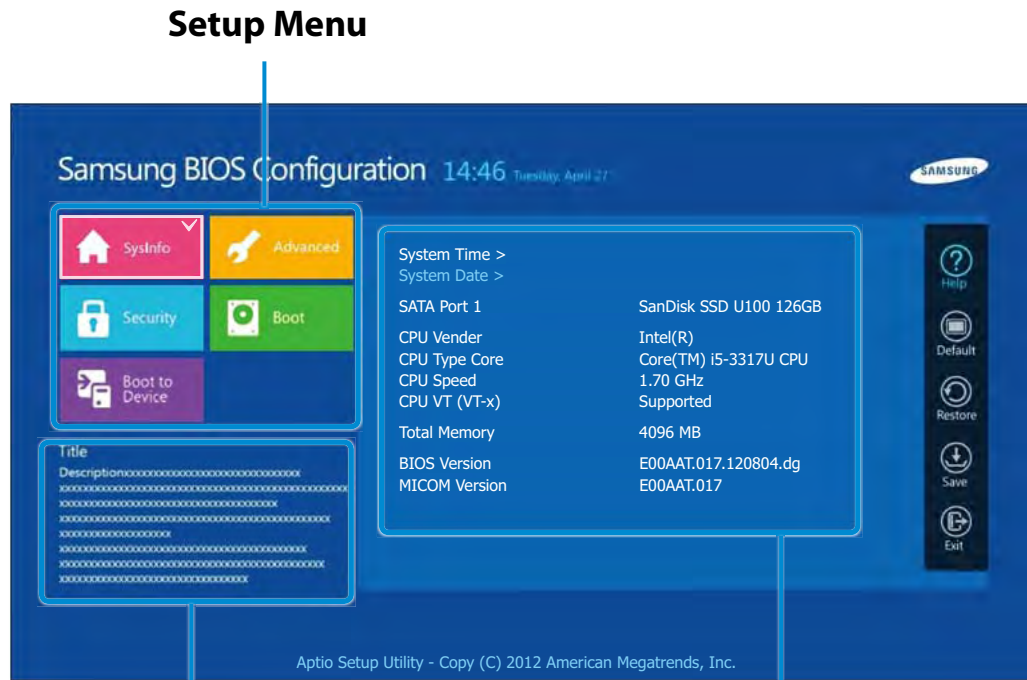 Setup Menu
Samsung BIOS Configuration 14:46 Tuesday, April 27
SAMSUNG
SysInfo
Advanced
Security
Boot
Boot to
Device
System Time >
System Date >
SATA Port 1 SanDisk SSD U100 126GB
CPU Vender Intel(R)
CPU Type Core Core(TM) i5-3317U CPU
CPU Speed 1.70 GHz
CPU VT (VT-x) Supported
Total Memory 4096 MB
BIOS Version E00AAT.017.120804.dg
MICOM Version E00AAT.017
Help
Default
Restore
Save
Exit
Title
Aptio Setup Utility - Copy (C) 2012 American Megatrends, Inc.